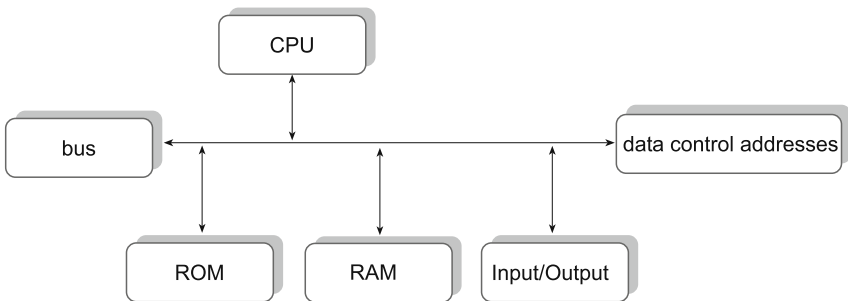 CPU
bus
data control addresses
ROM
RAM
Input/Output